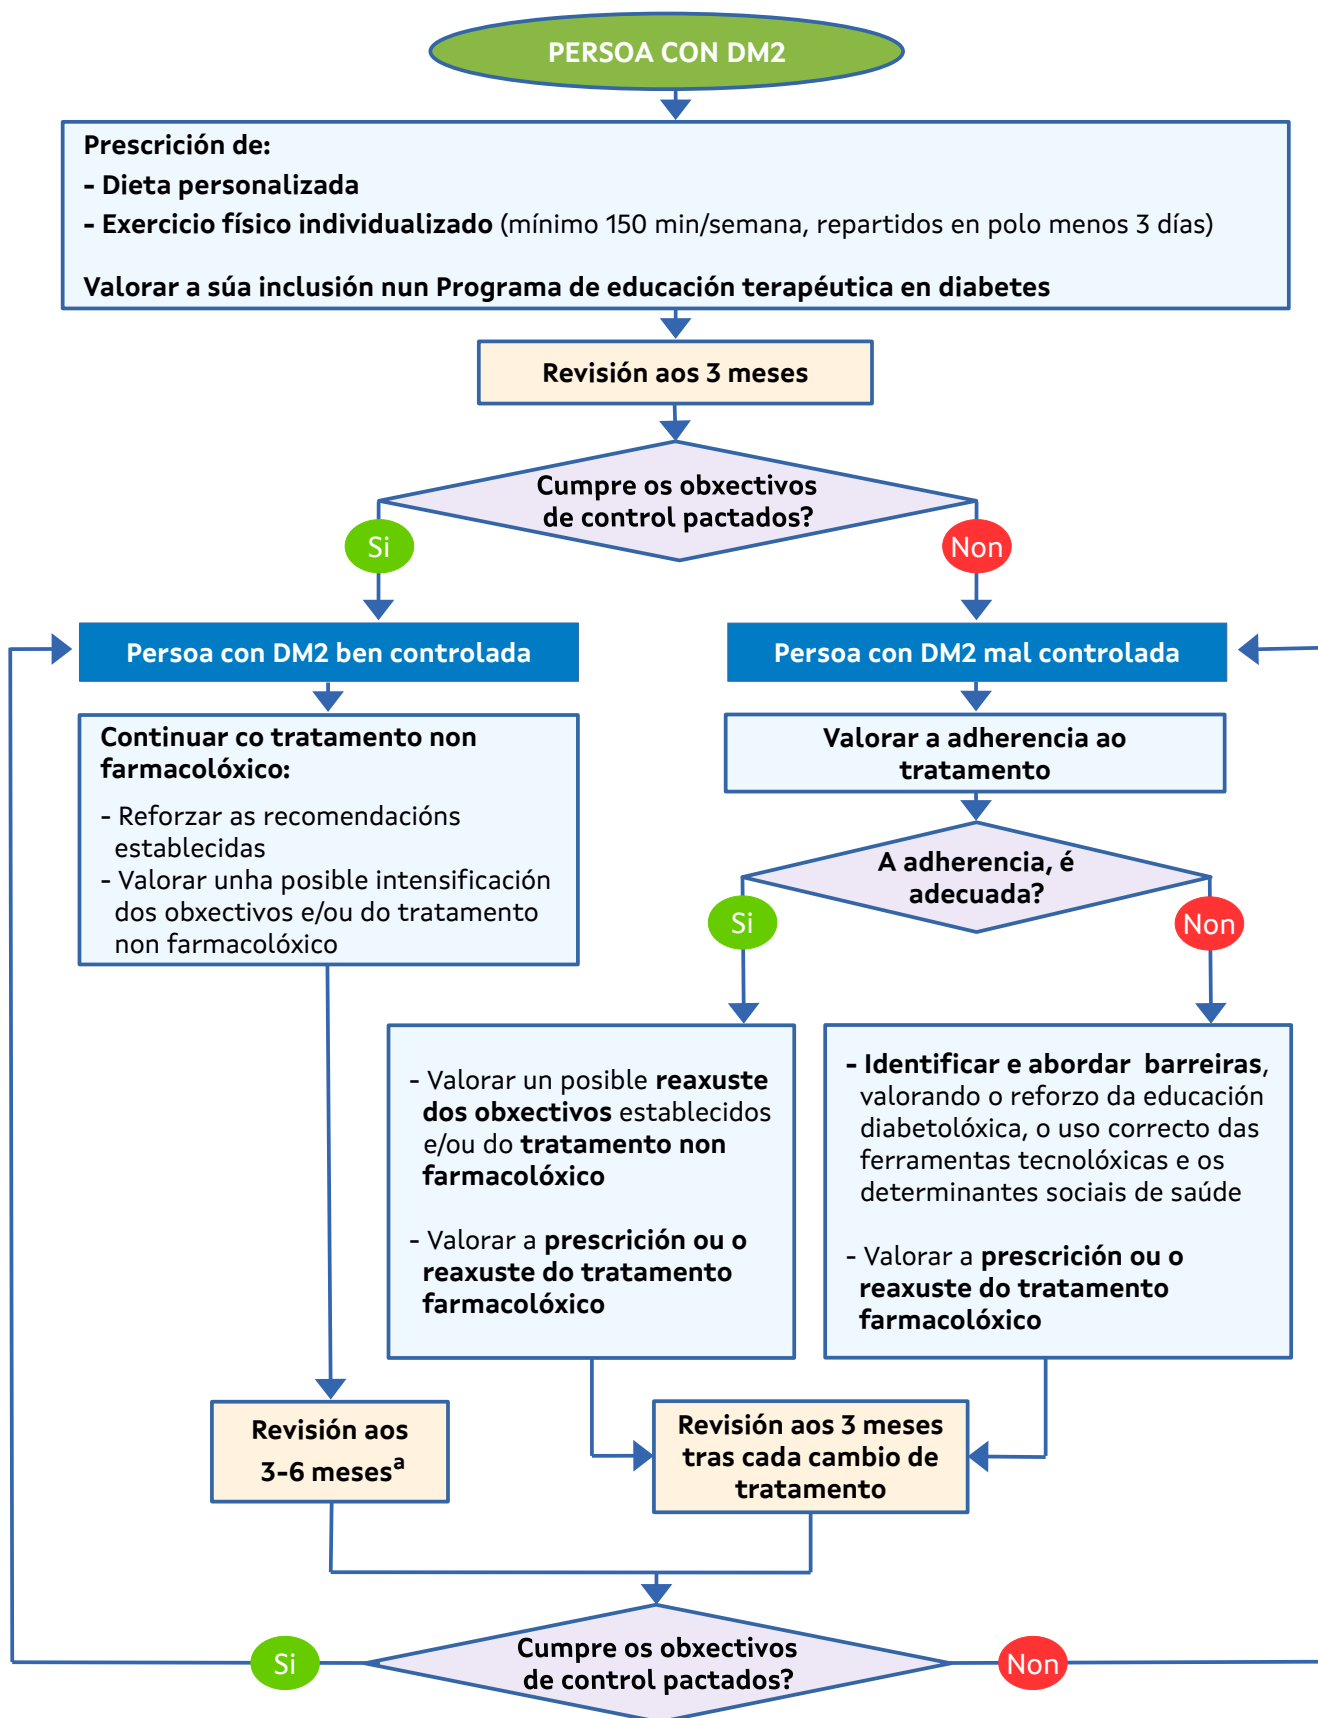 PERSOA CON DM2
Prescrición de:
- Dieta personalizada
- Exercicio físico individualizado (mínimo 150 min/semana, repartidos en polo menos 3 días)
Valorar a súa inclusión nun Programa de educación terapéutica en diabetes
Revisión aos 3 meses
Cumpre os obxectivos
de control pactados?
Si
Non
Persoa con DM2 ben controlada
Persoa con DM2 mal controlada
Continuar co tratamento non
farmacolóxico:
- Reforzar as recomendacións
establecidas
- Valorar unha posible intensificación
dos obxectivos e/ou do tratamento
non farmacolóxico
Valorar a adherencia ao
tratamento
A adherencia, é
adecuada?
Si
Non
- Valorar un posible reaxuste
dos obxectivos establecidos
e/ou do tratamento non
farmacolóxico
- Valorar a prescrición ou o
reaxuste do tratamento
farmacolóxico
- Identificar e abordar  barreiras,
valorando o reforzo da educación
diabetolóxica, o uso correcto das
ferramentas tecnolóxicas e os
determinantes sociais de saúde
- Valorar a prescrición ou o
reaxuste do tratamento
farmacolóxico
Revisión aos
3-6 mesesª
Revisión aos 3 meses
tras cada cambio de
tratamento
Cumpre os obxectivos
de control pactados?
Si
Non